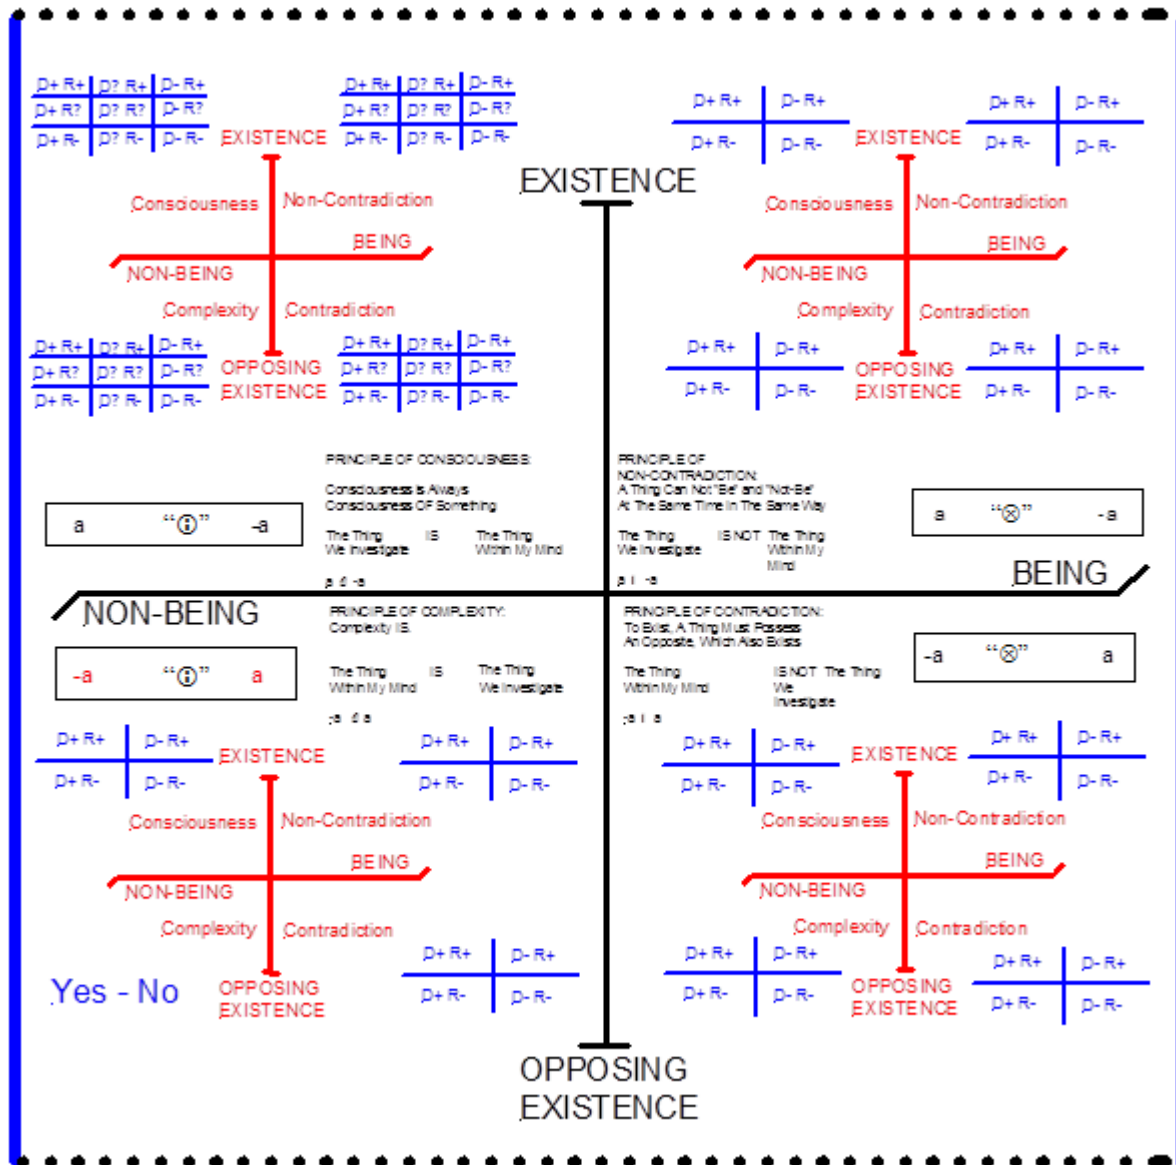 D+ R+ D? R+ D- R+
D+ R? D? R? D- R?
D+ R- D? R- D- R-
D+ R+ D? R+ D- R+
D+ R? D? R? D- R?
D+ R- D? R- D- R-
EXISTENCE
Consciousness
Non-Contradiction
BEING
NON-BEING
Complexity
Contradiction
D+ R+ D? R+ D- R+
D+ R? D? R? D- R?
D+ R- D? R- D- R-
OPPOSING
EXISTENCE
D+ R+ D? R+ D- R+
D+ R? D? R? D- R?
D+ R- D? R- D- R-
EXISTENCE
D+ R+ D- R+
D+ R- D- R-
EXISTENCE
D+ R+ D- R+
D+ R- D- R-
Consciousness
Non-Contradiction
BEING
NON-BEING
Complexity
Contradiction
D+ R+ D- R+
D+ R- D- R-
OPPOSING
EXISTENCE
D+ R+ D- R+
D+ R- D- R-
PRINCIPLE OF CONSCIOUSNESS:
Consciousness Is Always
Consciousness OF Something
The Thing IS The Thing
We Investigate Within My Mind
a “ⓘ” -a
PRINCIPLE OF
NON-CONTRADICTION:
A Thing Can Not "Be" and "Not-Be"
At The Same Time In The Same Way
The Thing IS NOT The Thing
We Investigate Within My
Mind
a “⊗” -a
BEING
NON-BEING
PRINCIPLE OF COMPLEXITY:
Complexity IS.
The Thing IS The Thing
Within My Mind We Investigate
-a “ⓘ” a
PRINCIPLE OF CONTRADICTION:
To Exist, A Thing Must Possess
An Opposite, Which Also Exists
The Thing IS NOT The Thing
Within My Mind We
Investigate
-a “⊗” a
D+ R+ D- R+
D+ R- D- R-
EXISTENCE
D+ R+ D- R+
D+ R- D- R-
Consciousness
Non-Contradiction
BEING
NON-BEING
Complexity
Contradiction
Yes - No
OPPOSING
EXISTENCE
D+ R+ D- R+
D+ R- D- R-
D+ R+ D- R+
D+ R- D- R-
EXISTENCE
D+ R+ D- R+
D+ R- D- R-
Consciousness
Non-Contradiction
BEING
NON-BEING
Complexity
Contradiction
D+ R+ D- R+
D+ R- D- R-
OPPOSING
EXISTENCE
D+ R+ D- R+
D+ R- D- R-
OPPOSING
EXISTENCE